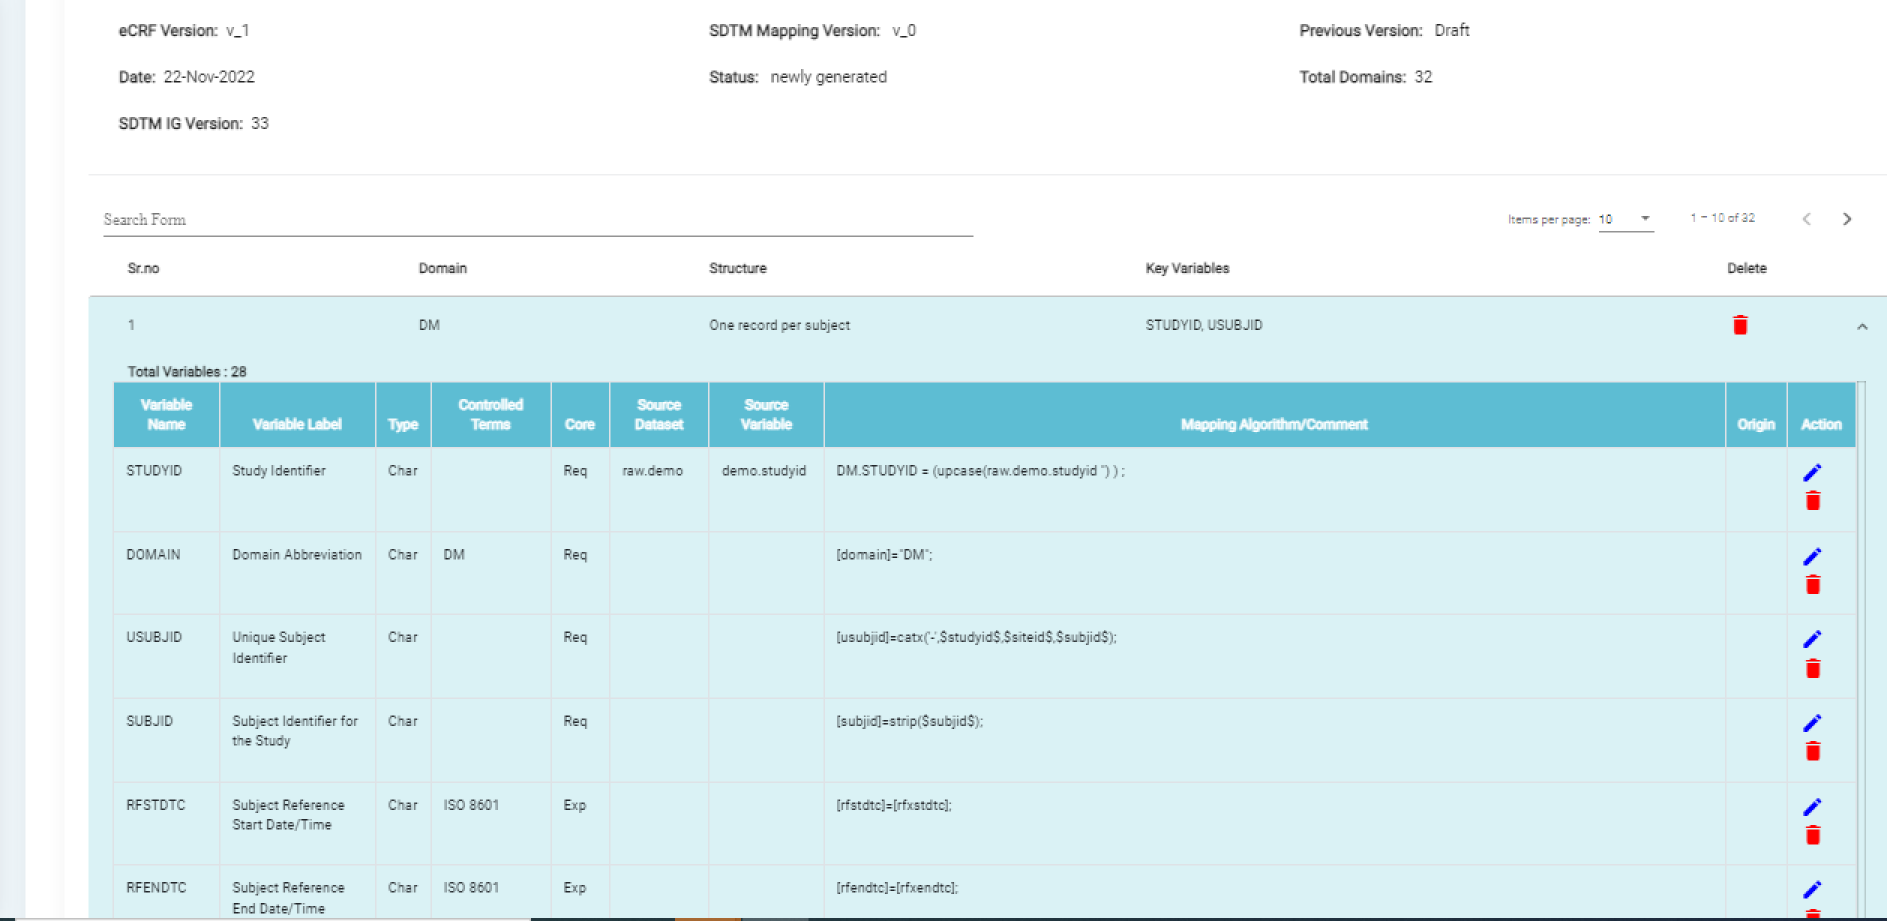 eCRF Version: v_1 SDTM Mapping Version: v_0 Previous Version: Draft
Date: 22-Nov-2022 Status: newly generated Total Domains: 32
SDTM IG Version: 33
Search Form Items per page: 10 1 – 10 of 32
Sr.no Domain Structure Key Variables Delete
1 DM One record per subject STUDYID, USUBJID
Total Variables : 28
Variable Name Variable Label Type Controlled Terms Core Source Dataset Source Variable Mapping Algorithm/Comment Origin Action
STUDYID Study Identifier Char Req raw.demo demo.studyid DM.STUDYID = (upcase(raw.demo.studyid ") ) ;
DOMAIN Domain Abbreviation Char DM Req [domain]="DM";
USUBJID Unique Subject Identifier Char Req [usubjid]=catx('-',$studyid$,$siteid$,$subjid$);
SUBJID Subject Identifier for the Study Char Req [subjid]=strip($subjid$);
RFSTDTC Subject Reference Start Date/Time Char ISO 8601 Exp [rfstdtc]=[rfxstdtc];
RFENDTC Subject Reference End Date/Time Char ISO 8601 Exp [rfendtc]=[rfxendtc];